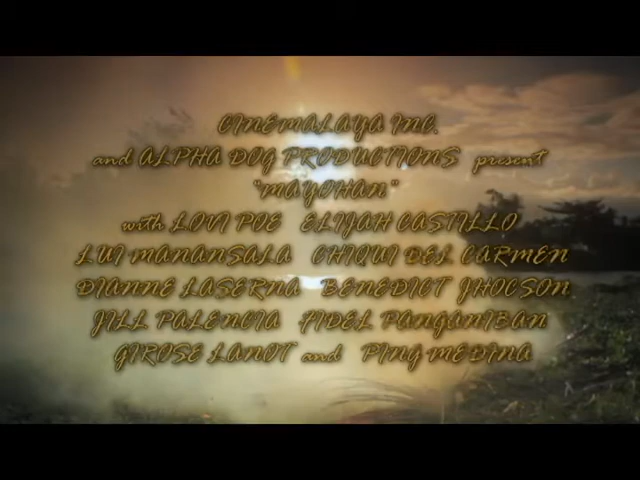 CINEMALAYA INC.
and ALPHA DOG PRODUCTIONS present
"MAYOHAN"
with LOVI POE ELIJAH CASTILLO
LUI MANANSALA CHIQUI DEL CARMEN
DIANNE LASERNA BENEDICT JHOCSON
JILL PALENCIA FIDEL PANGANIBAN
GIROSE LANOT and PING MEDINA